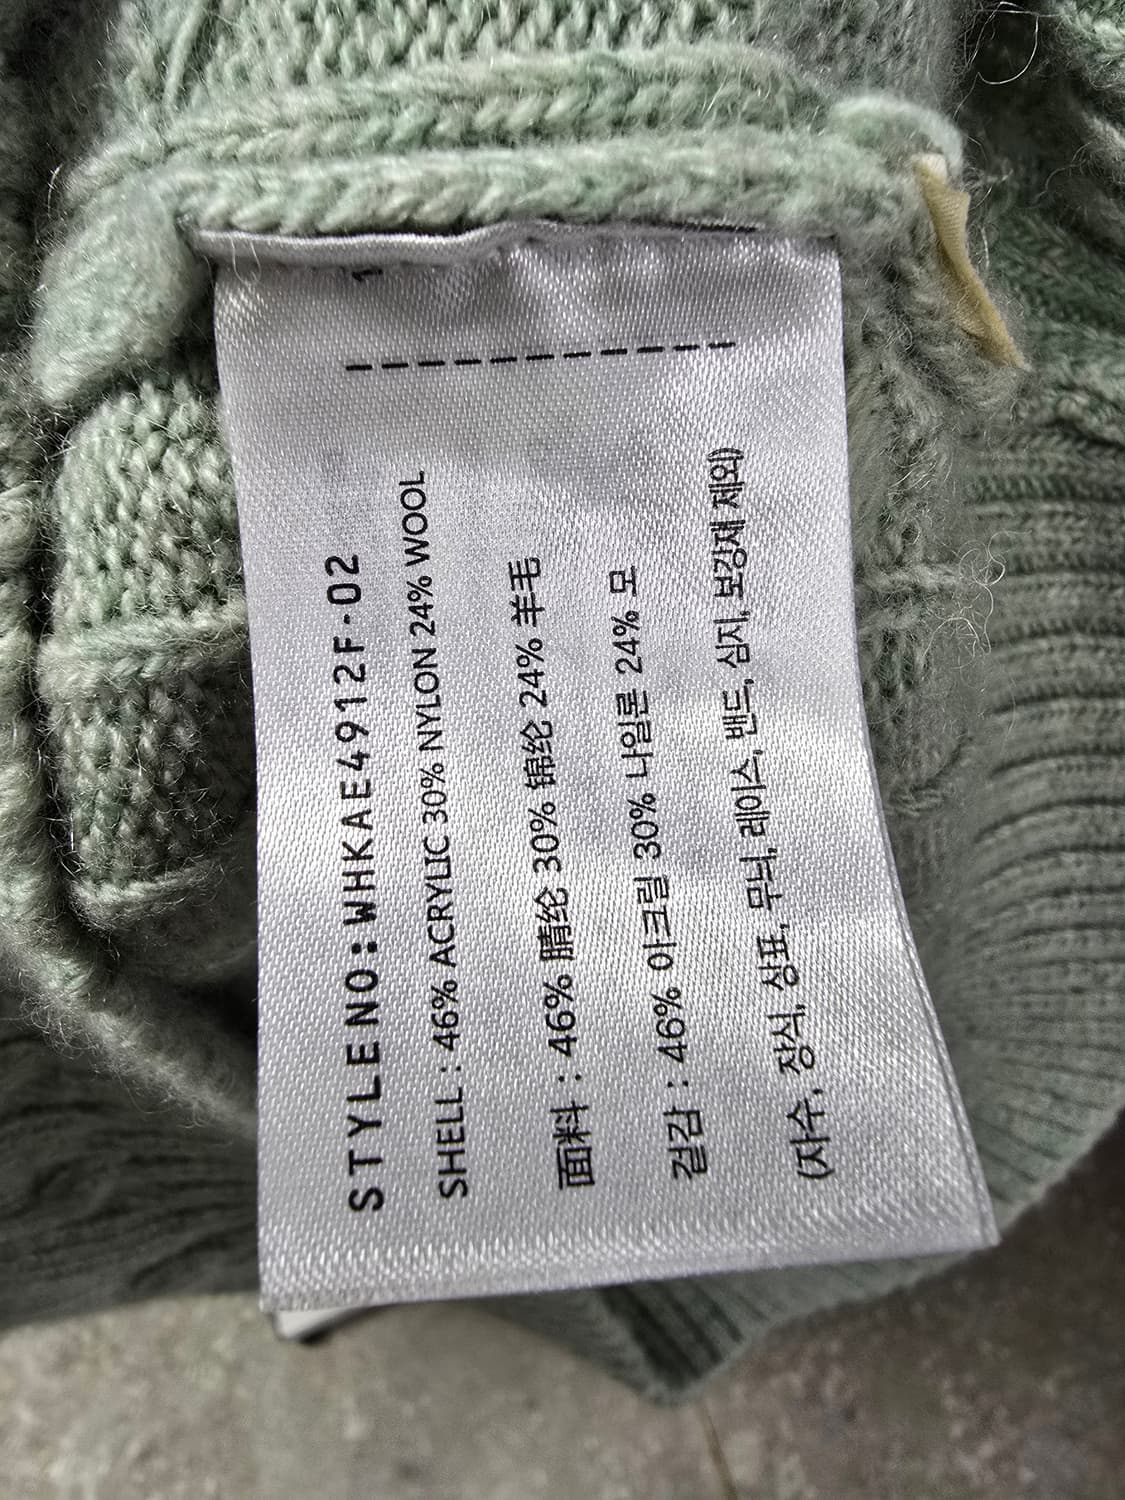 STYLE NO:WHKAE4912F-02
SHELL : 46% ACRYLIC 30% NYLON 24% WOOL
面料 : 46% 腈纶 30% 锦纶 24% 羊毛
겉감 : 46% 아크릴 30% 나일론 24% 모
(자수, 장식, 상표, 무늬, 레이스, 밴드, 심지, 보강재 제외)